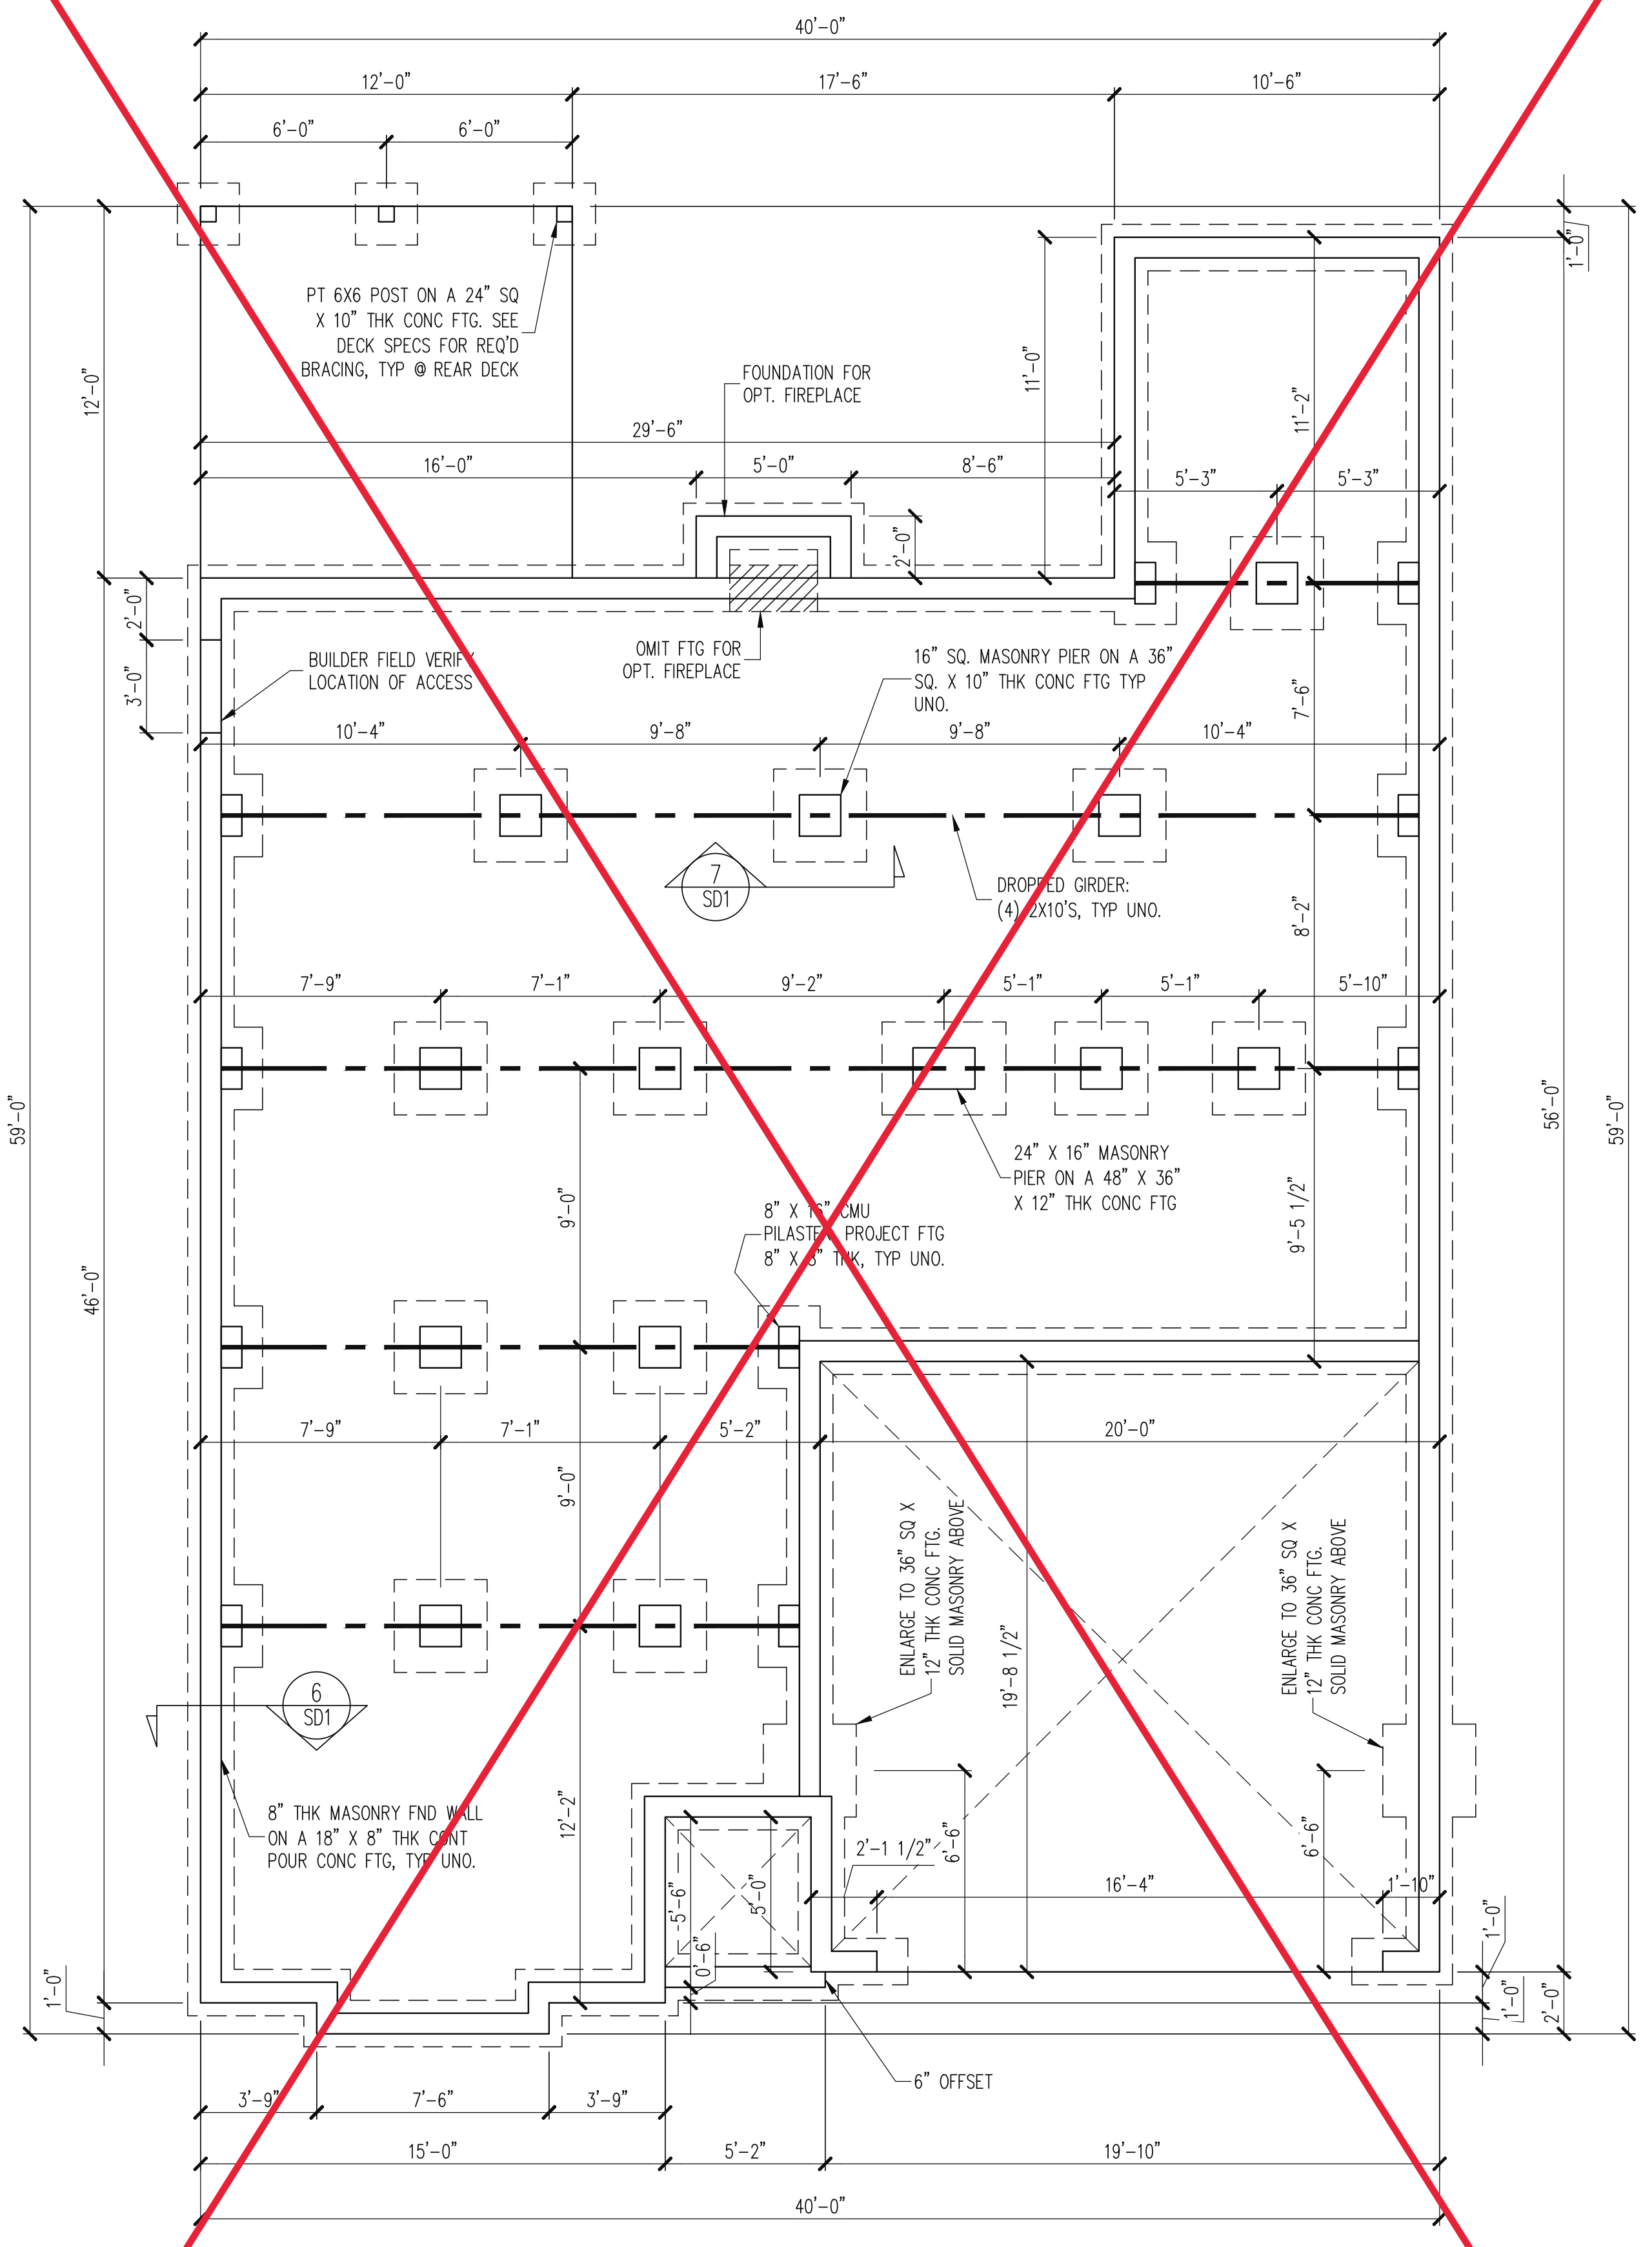 40'-0"
12'-0"
17'-6"
10'-6"
6'-0"
6'-0"
1'-0"
PT 6X6 POST ON A 24" SQ
X 10" THK CONC FTG. SEE
DECK SPECS FOR REQ'D
BRACING, TYP @ REAR DECK
12'-0"
FOUNDATION FOR
OPT. FIREPLACE
11'-0"
11'-2"
29'-6"
16'-0"
5'-0"
8'-6"
5'-3"
5'-3"
2'-0"
2'-0"
3'-0"
BUILDER FIELD VERIFY
LOCATION OF ACCESS
OMIT FTG FOR
OPT. FIREPLACE
16" SQ. MASONRY PIER ON A 36"
SQ. X 10" THK CONC FTG TYP
UNO.
7'-6"
10'-4"
9'-8"
9'-8"
10'-4"
7
SD1
DROPPED GIRDER:
(4) 2X10'S, TYP UNO.
8'-2"
7'-9"
7'-1"
9'-2"
5'-1"
5'-1"
5'-10"
59'-0"
56'-0"
59'-0"
24" X 16" MASONRY
PIER ON A 48" X 36"
X 12" THK CONC FTG
9'-0"
9'-5 1/2"
8" X 16" CMU
PILASTER, PROJECT FTG
8" X 8" THK, TYP UNO.
46'-0"
7'-9"
7'-1"
5'-2"
20'-0"
9'-0"
ENLARGE TO 36" SQ X
12" THK CONC FTG.
SOLID MASONRY ABOVE
ENLARGE TO 36" SQ X
12" THK CONC FTG.
SOLID MASONRY ABOVE
19'-8 1/2"
6
SD1
8" THK MASONRY FND WALL
ON A 18" X 8" THK CONT
POUR CONC FTG, TYP UNO.
12'-2"
2'-1 1/2"
6'-6"
6'-6"
5'-6"
5'-0"
16'-4"
1'-10"
0'-6"
1'-0"
1'-0"
1'-0"
2'-0"
6" OFFSET
3'-9"
7'-6"
3'-9"
15'-0"
5'-2"
19'-10"
40'-0"